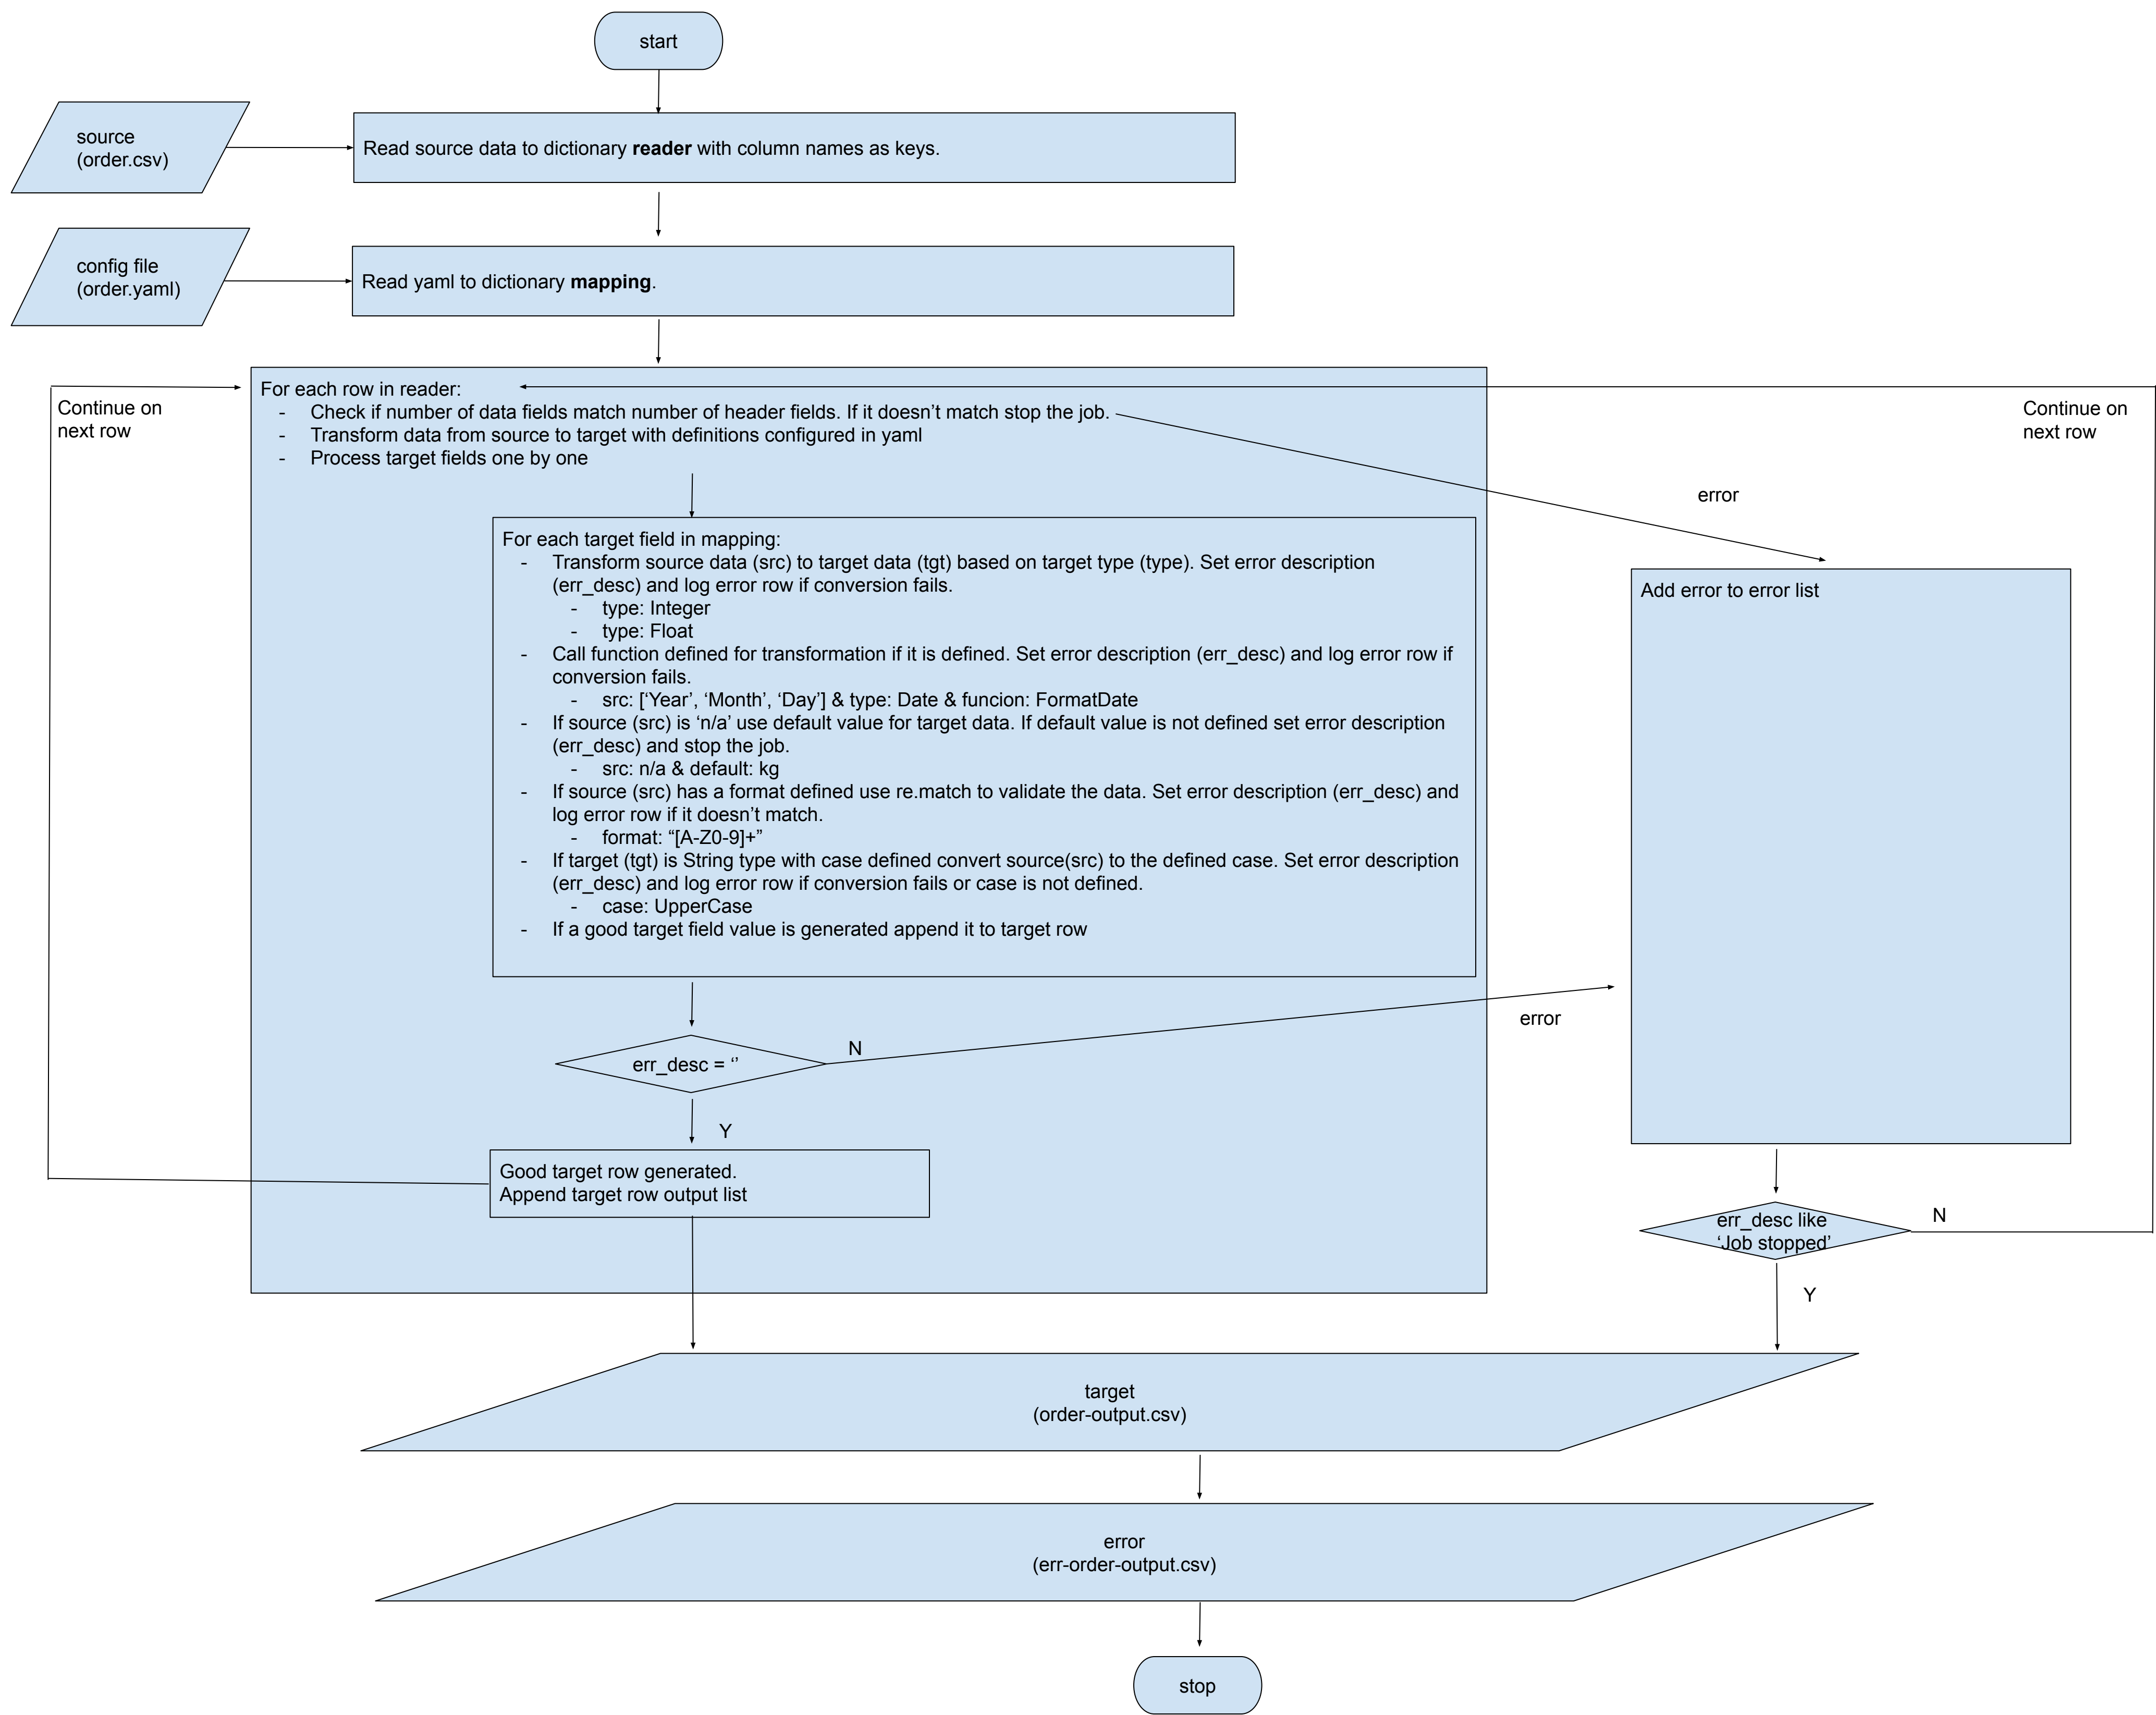 start
source
(order.csv)
Read source data to dictionary reader with column names as keys.
config file
(order.yaml)
Read yaml to dictionary mapping.
Continue on
next row
For each row in reader:
- Check if number of data fields match number of header fields. If it doesn’t match stop the job.
- Transform data from source to target with definitions configured in yaml
- Process target fields one by one
Continue on
next row
error
For each target field in mapping:
- Transform source data (src) to target data (tgt) based on target type (type). Set error description
(err_desc) and log error row if conversion fails.
- type: Integer
- type: Float
- Call function defined for transformation if it is defined. Set error description (err_desc) and log error row if
conversion fails.
- src: [‘Year’, ‘Month’, ‘Day’] & type: Date & funcion: FormatDate
- If source (src) is ‘n/a’ use default value for target data. If default value is not defined set error description
(err_desc) and stop the job.
- src: n/a & default: kg
- If source (src) has a format defined use re.match to validate the data. Set error description (err_desc) and
log error row if it doesn’t match.
- format: “[A-Z0-9]+”
- If target (tgt) is String type with case defined convert source(src) to the defined case. Set error description
(err_desc) and log error row if conversion fails or case is not defined.
- case: UpperCase
- If a good target field value is generated append it to target row
Add error to error list
error
err_desc = ‘’
N
Y
Good target row generated.
Append target row output list
err_desc like
‘Job stopped’
N
Y
target
(order-output.csv)
error
(err-order-output.csv)
stop